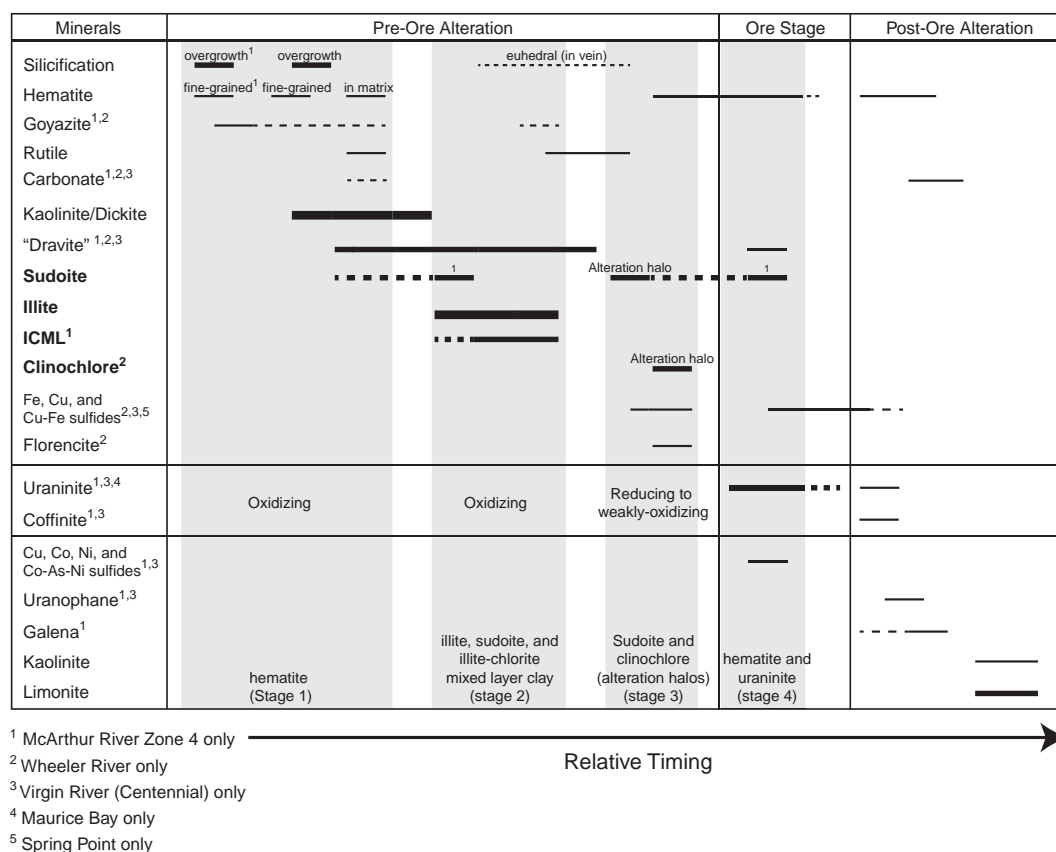 Minerals Pre-Ore Alteration Ore Stage Post-Ore Alteration
Silicification overgrowth¹ overgrowth euhedral (in vein)
Hematite fine-grained¹ fine-grained in matrix
Goyazite¹,²
Rutile
Carbonate¹,²,³
Kaolinite/Dickite
“Dravite” ¹,²,³
Sudoite ¹ Alteration halo ¹
Illite
ICML¹
Clinochlore² Alteration halo
Fe, Cu, and
Cu-Fe sulfides²,³,⁵
Florencite²
Uraninite¹,³,⁴
Coffinite¹,³
Oxidizing
Oxidizing
Reducing to
weakly-oxidizing
Cu, Co, Ni, and
Co-As-Ni sulfides¹,³
Uranophane¹,³
Galena¹
Kaolinite
Limonite
hematite
(Stage 1)
illite, sudoite, and
illite-chlorite
mixed layer clay
(stage 2)
Sudoite and
clinochlore
(alteration halos)
(stage 3)
hematite and
uraninite
(stage 4)
¹ McArthur River Zone 4 only
² Wheeler River only
³ Virgin River (Centennial) only
⁴ Maurice Bay only
⁵ Spring Point only
Relative Timing